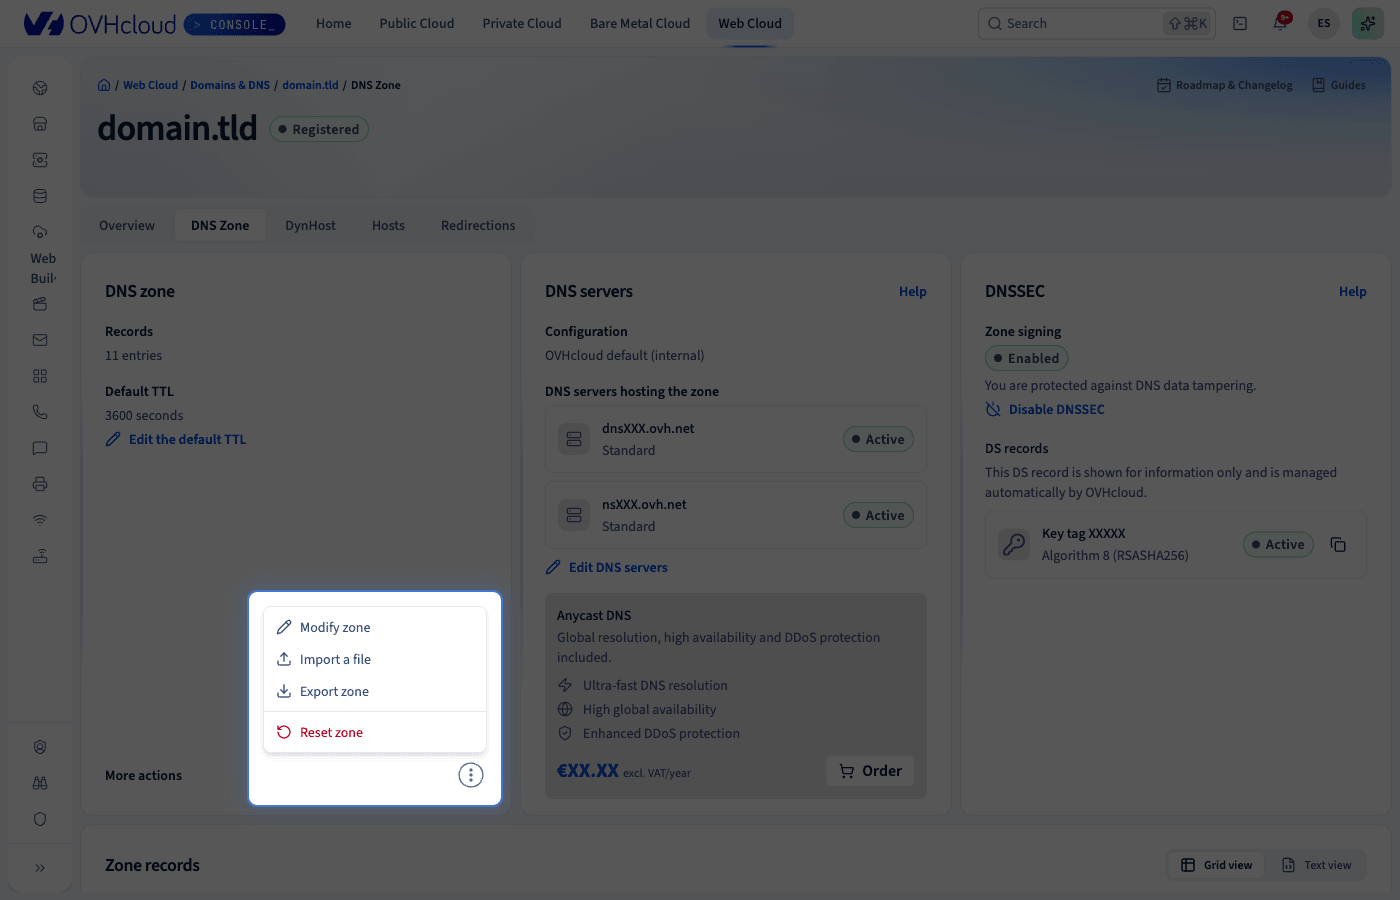 OVHcloud
> CONSOLE_
Home
Public Cloud
Private Cloud
Bare Metal Cloud
Web Cloud
Search
⇧⌘K
9+
ES
/ Web Cloud / Domains & DNS / domain.tld / DNS Zone
Roadmap & Changelog
Guides
domain.tld
Registered
Overview
DNS Zone
DynHost
Hosts
Redirections
Web
DNS zone
Records
11 entries
Default TTL
3600 seconds
Edit the default TTL
Modify zone
Import a file
Export zone
Reset zone
More actions
DNS servers
Help
Configuration
OVHcloud default (internal)
DNS servers hosting the zone
dnsXXX.ovh.net
Standard
Active
nsXXX.ovh.net
Standard
Active
Edit DNS servers
Anycast DNS
Global resolution, high availability and DDoS protection
included.
Ultra-fast DNS resolution
High global availability
Enhanced DDoS protection
€XX.XX excl. VAT/year
Order
DNSSEC
Help
Zone signing
Enabled
You are protected against DNS data tampering.
Disable DNSSEC
DS records
This DS record is shown for information only and is managed
automatically by OVHcloud.
Key tag XXXXX
Algorithm 8 (RSASHA256)
Active
Zone records
Grid view
Text view